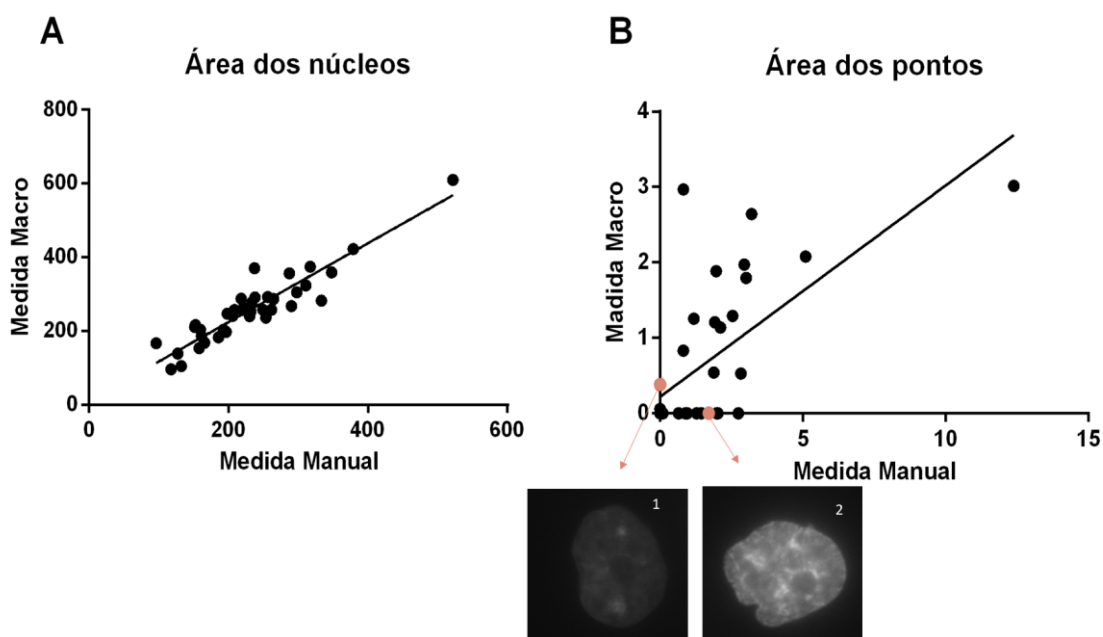 A
Área dos núcleos
Medida Macro
800
600
400
200
0
0 200 400 600
Medida Manual
B
Área dos pontos
Madida Macro
4
3
2
1
0
0 5 10 15
Medida Manual
1
2